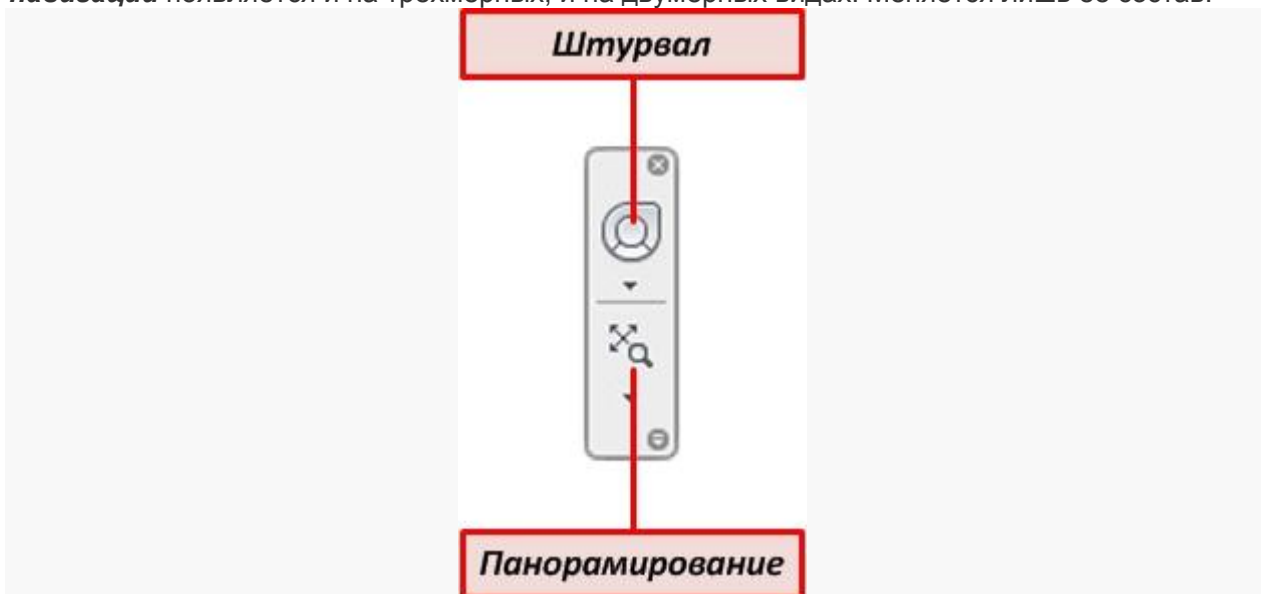 появляется и на трехмерных, и на двумерных видах. Меняется лишь ее состав.
Штурвал
Панорамирование